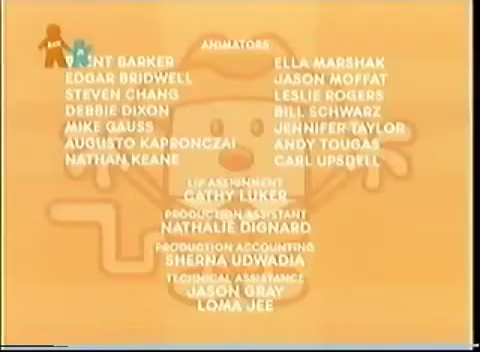 ANIMATORS
BARKER
EDGAR BRIDWELL
STEVEN CHANG
DEBBIE DIXON
MIKE GAUSS
AUGUSTO KAPRONCZAI
NATHAN KEANE
ELLA MARSHAK
JASON MOFFAT
LESLIE ROGERS
BILL SCHWARZ
JENNIFER TAYLOR
ANDY TOUGAS
CARL UPSDELL
LIP ASSIGNMENT
CATHY LUKER
PRODUCTION ASSISTANT
NATHALIE DIGNARD
PRODUCTION ACCOUNTING
SHERNA UDWADIA
TECHNICAL ASSISTANCE
JASON GRAY
LOMA JEE